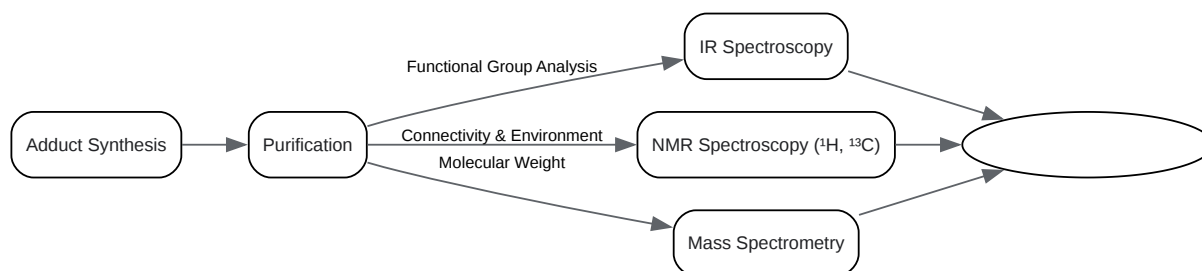 IR Spectroscopy
Functional Group Analysis
Adduct Synthesis
Purification
Connectivity & Environment
NMR Spectroscopy (¹H, ¹³C)
Molecular Weight
Mass Spectrometry